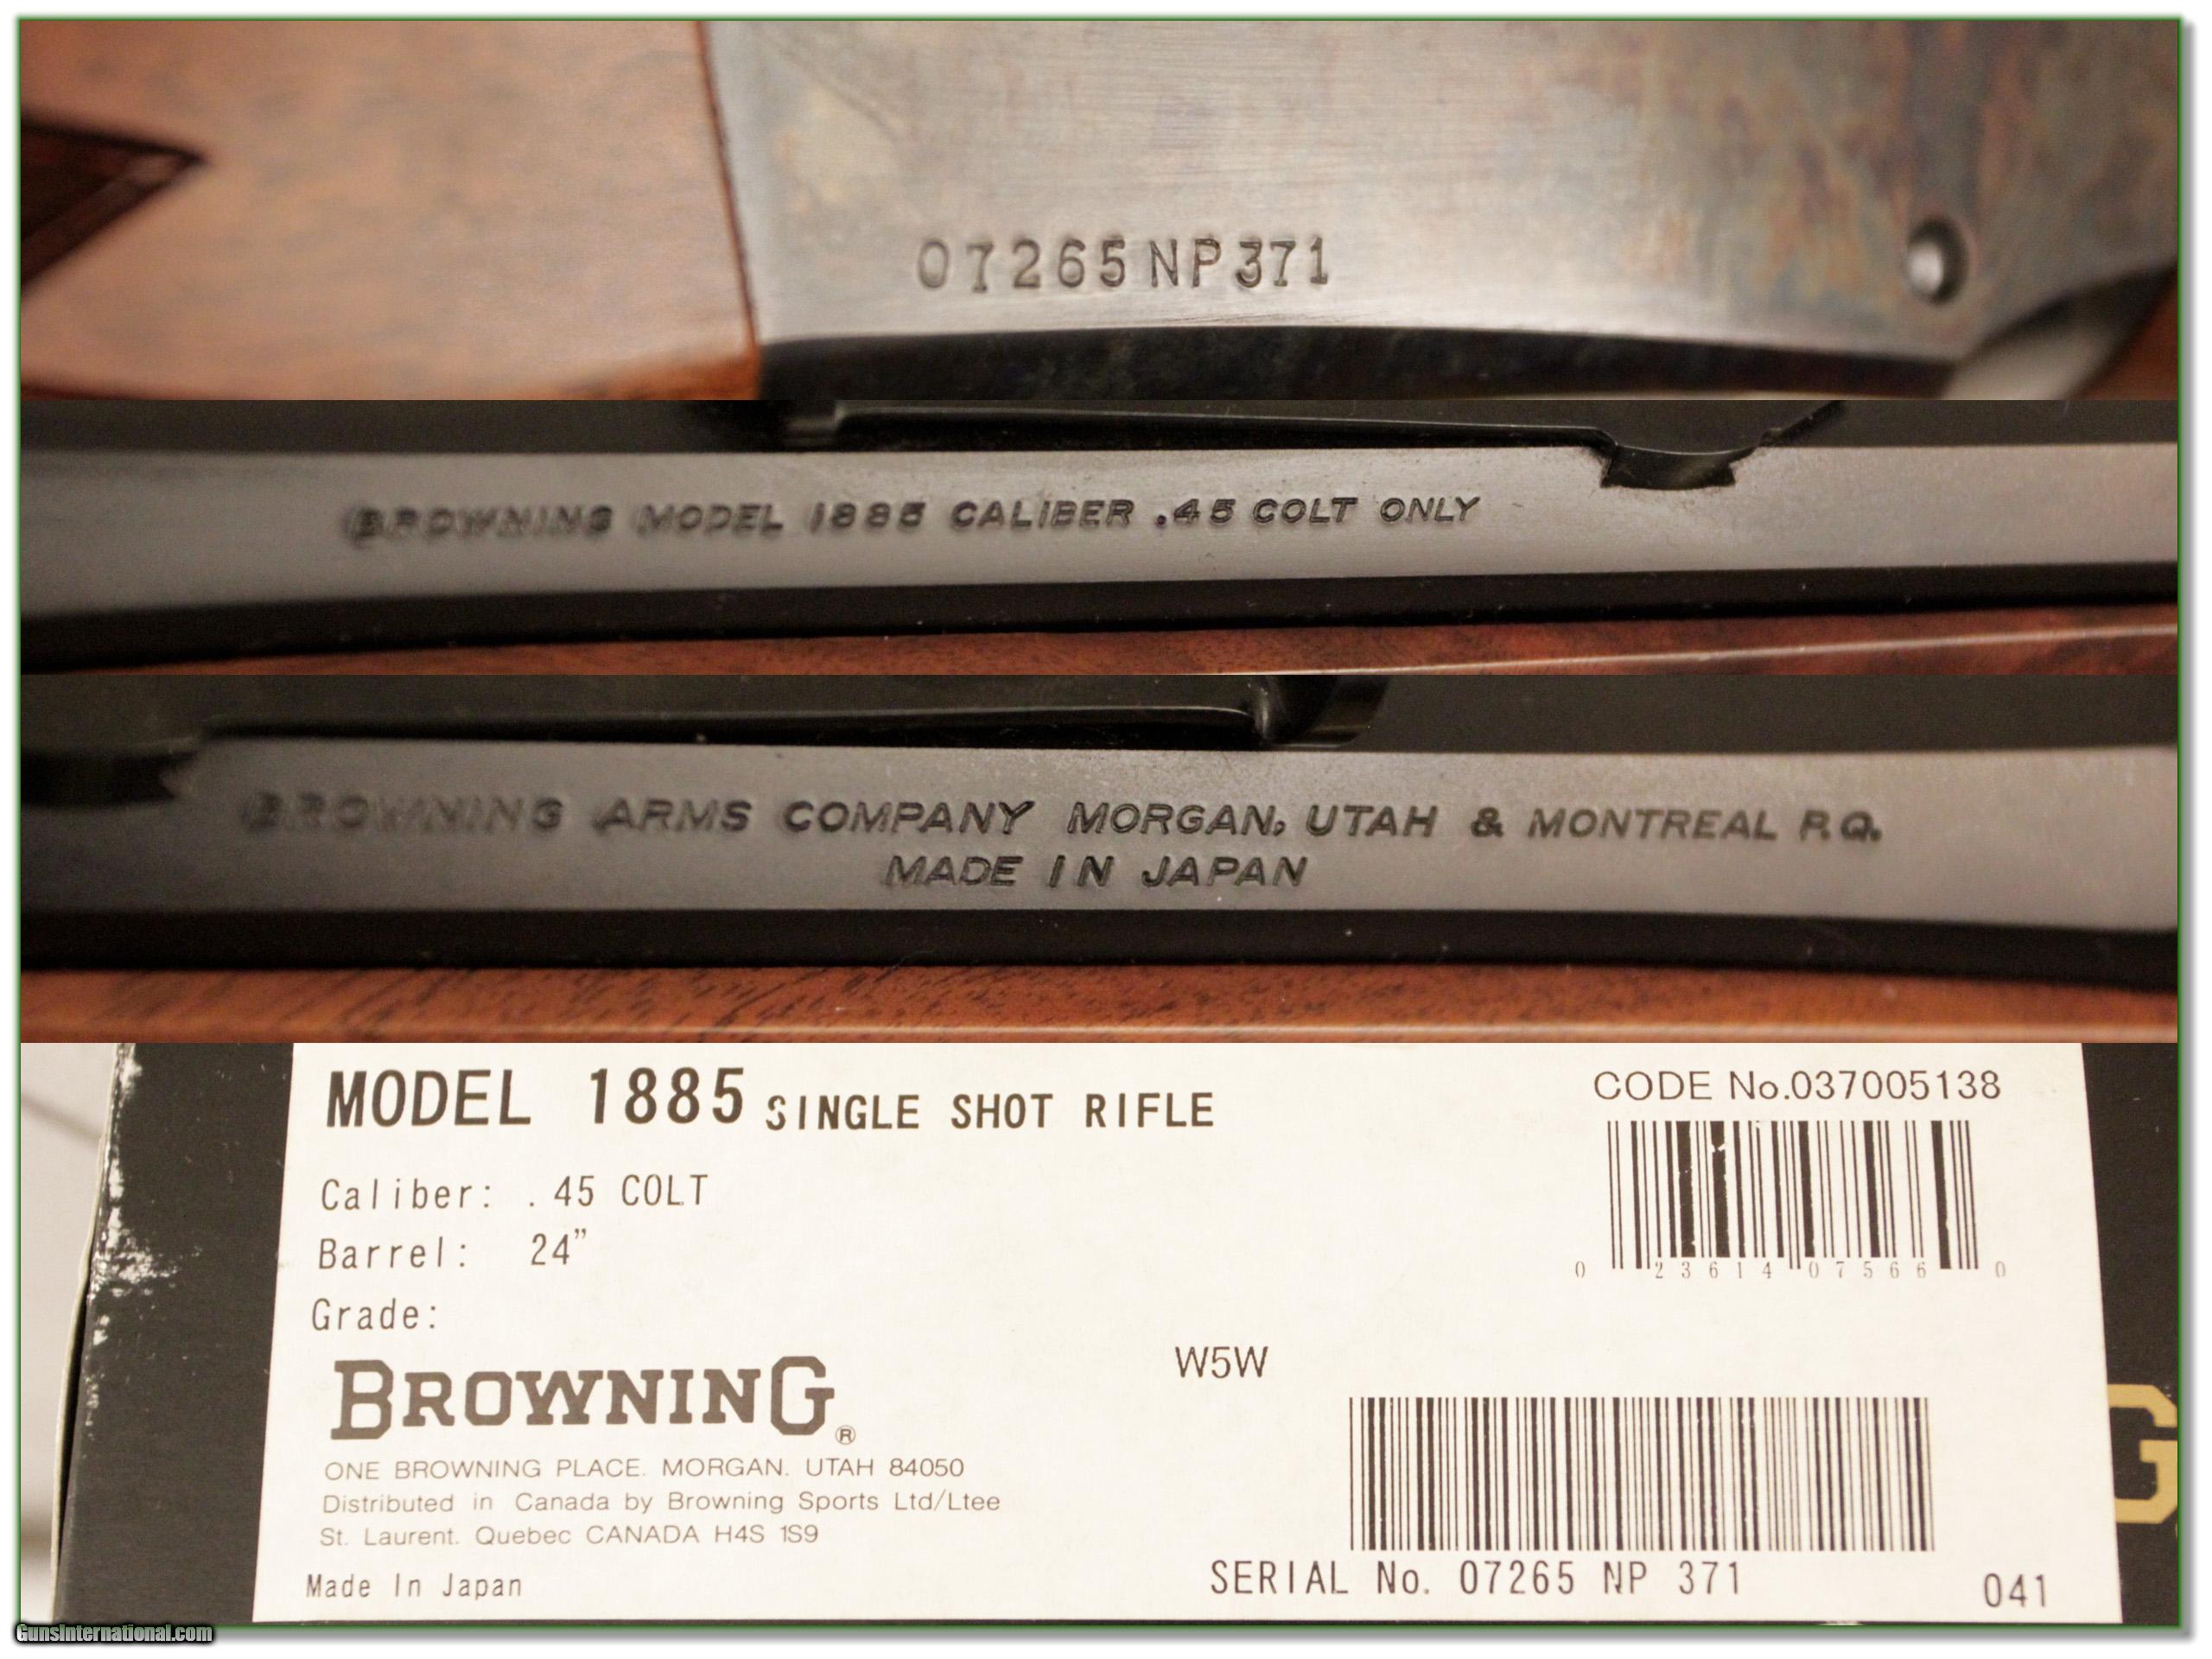 07265 NP 371
BROWNING MODEL 1885 CALIBER .45 COLT ONLY
BROWNING ARMS COMPANY MORGAN, UTAH & MONTREAL P.Q.
MADE IN JAPAN
MODEL 1885 SINGLE SHOT RIFLE
CODE No.037005138
Caliber: .45 COLT
Barrel: 24"
0 23614 07566 0
Grade:
W5W
BROWNING®
ONE BROWNING PLACE. MORGAN. UTAH 84050
Distributed in Canada by Browning Sports Ltd/Ltee
St. Laurent. Quebec CANADA H4S 1S9
Made In Japan
SERIAL No. 07265 NP 371
041
G
GunsInternational.com